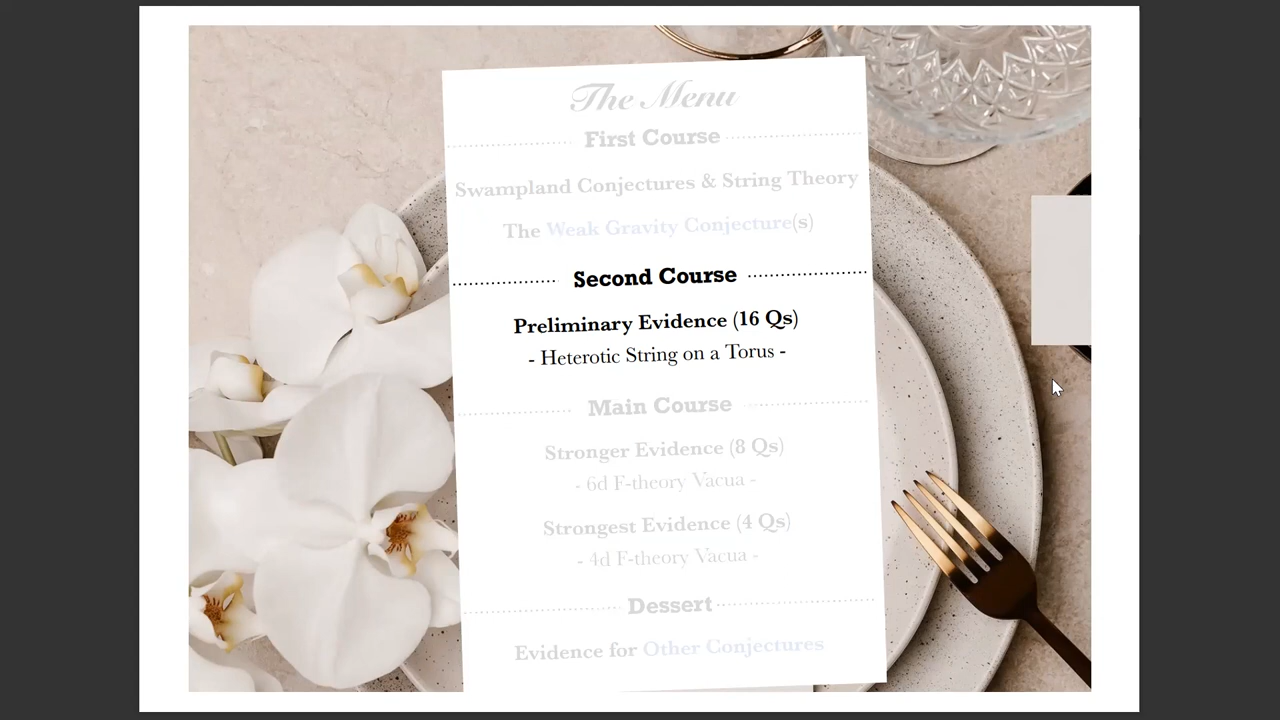 The Menu
First Course
Swampland Conjectures & String Theory
The Weak Gravity Conjecture(s)
Second Course
Preliminary Evidence (16 Qs)
- Heterotic String on a Torus -
Main Course
Stronger Evidence (8 Qs)
- 6d F-theory Vacua -
Strongest Evidence (4 Qs)
- 4d F-theory Vacua -
Dessert
Evidence for Other Conjectures